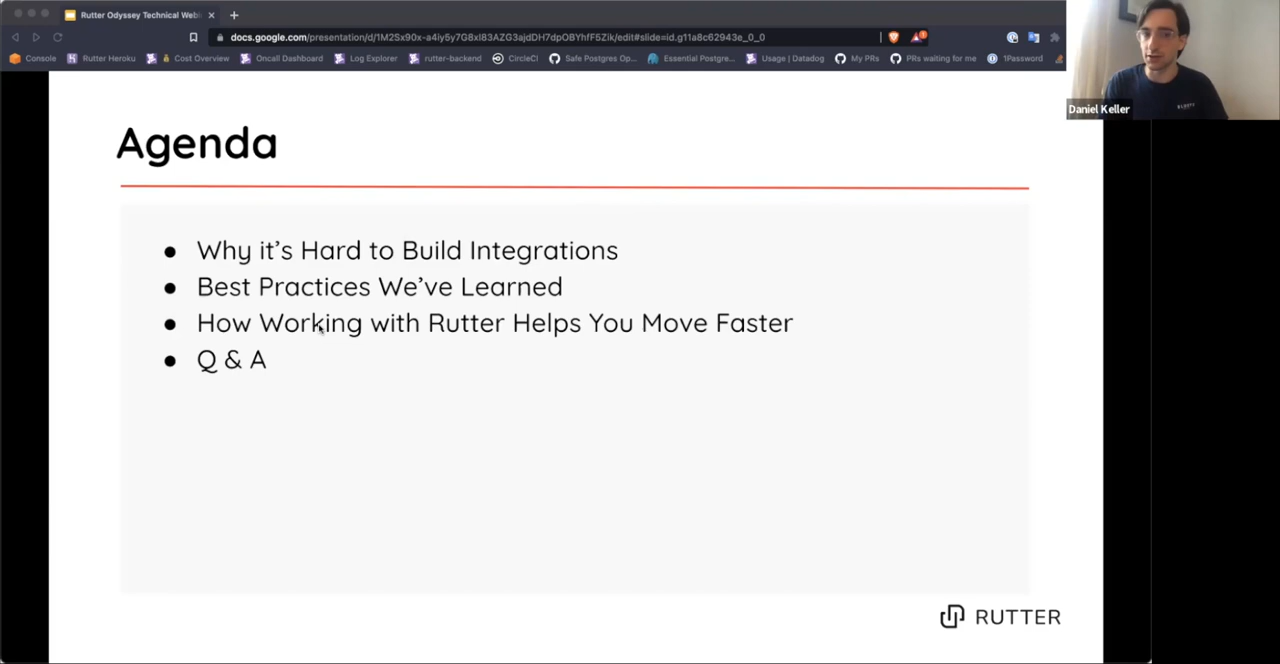 Rutter Odyssey Technical Web
docs.google.com/presentation/d/1M2Sx90x-a4iy5y7G8xI83AZG3ajdDH7dpOBYhfF5Zik/edit#slide=id.g11a8c62943e_0_0
Console Rutter Heroku Cost Overview Oncall Dashboard Log Explorer rutter-backend CircleCI Safe Postgres Op... Essential Postgre... Usage | Datadog My PRs PRs waiting for me 1Password
Daniel Keller
Agenda
● Why it's Hard to Build Integrations
● Best Practices We've Learned
● How Working with Rutter Helps You Move Faster
● Q & A
RUTTER